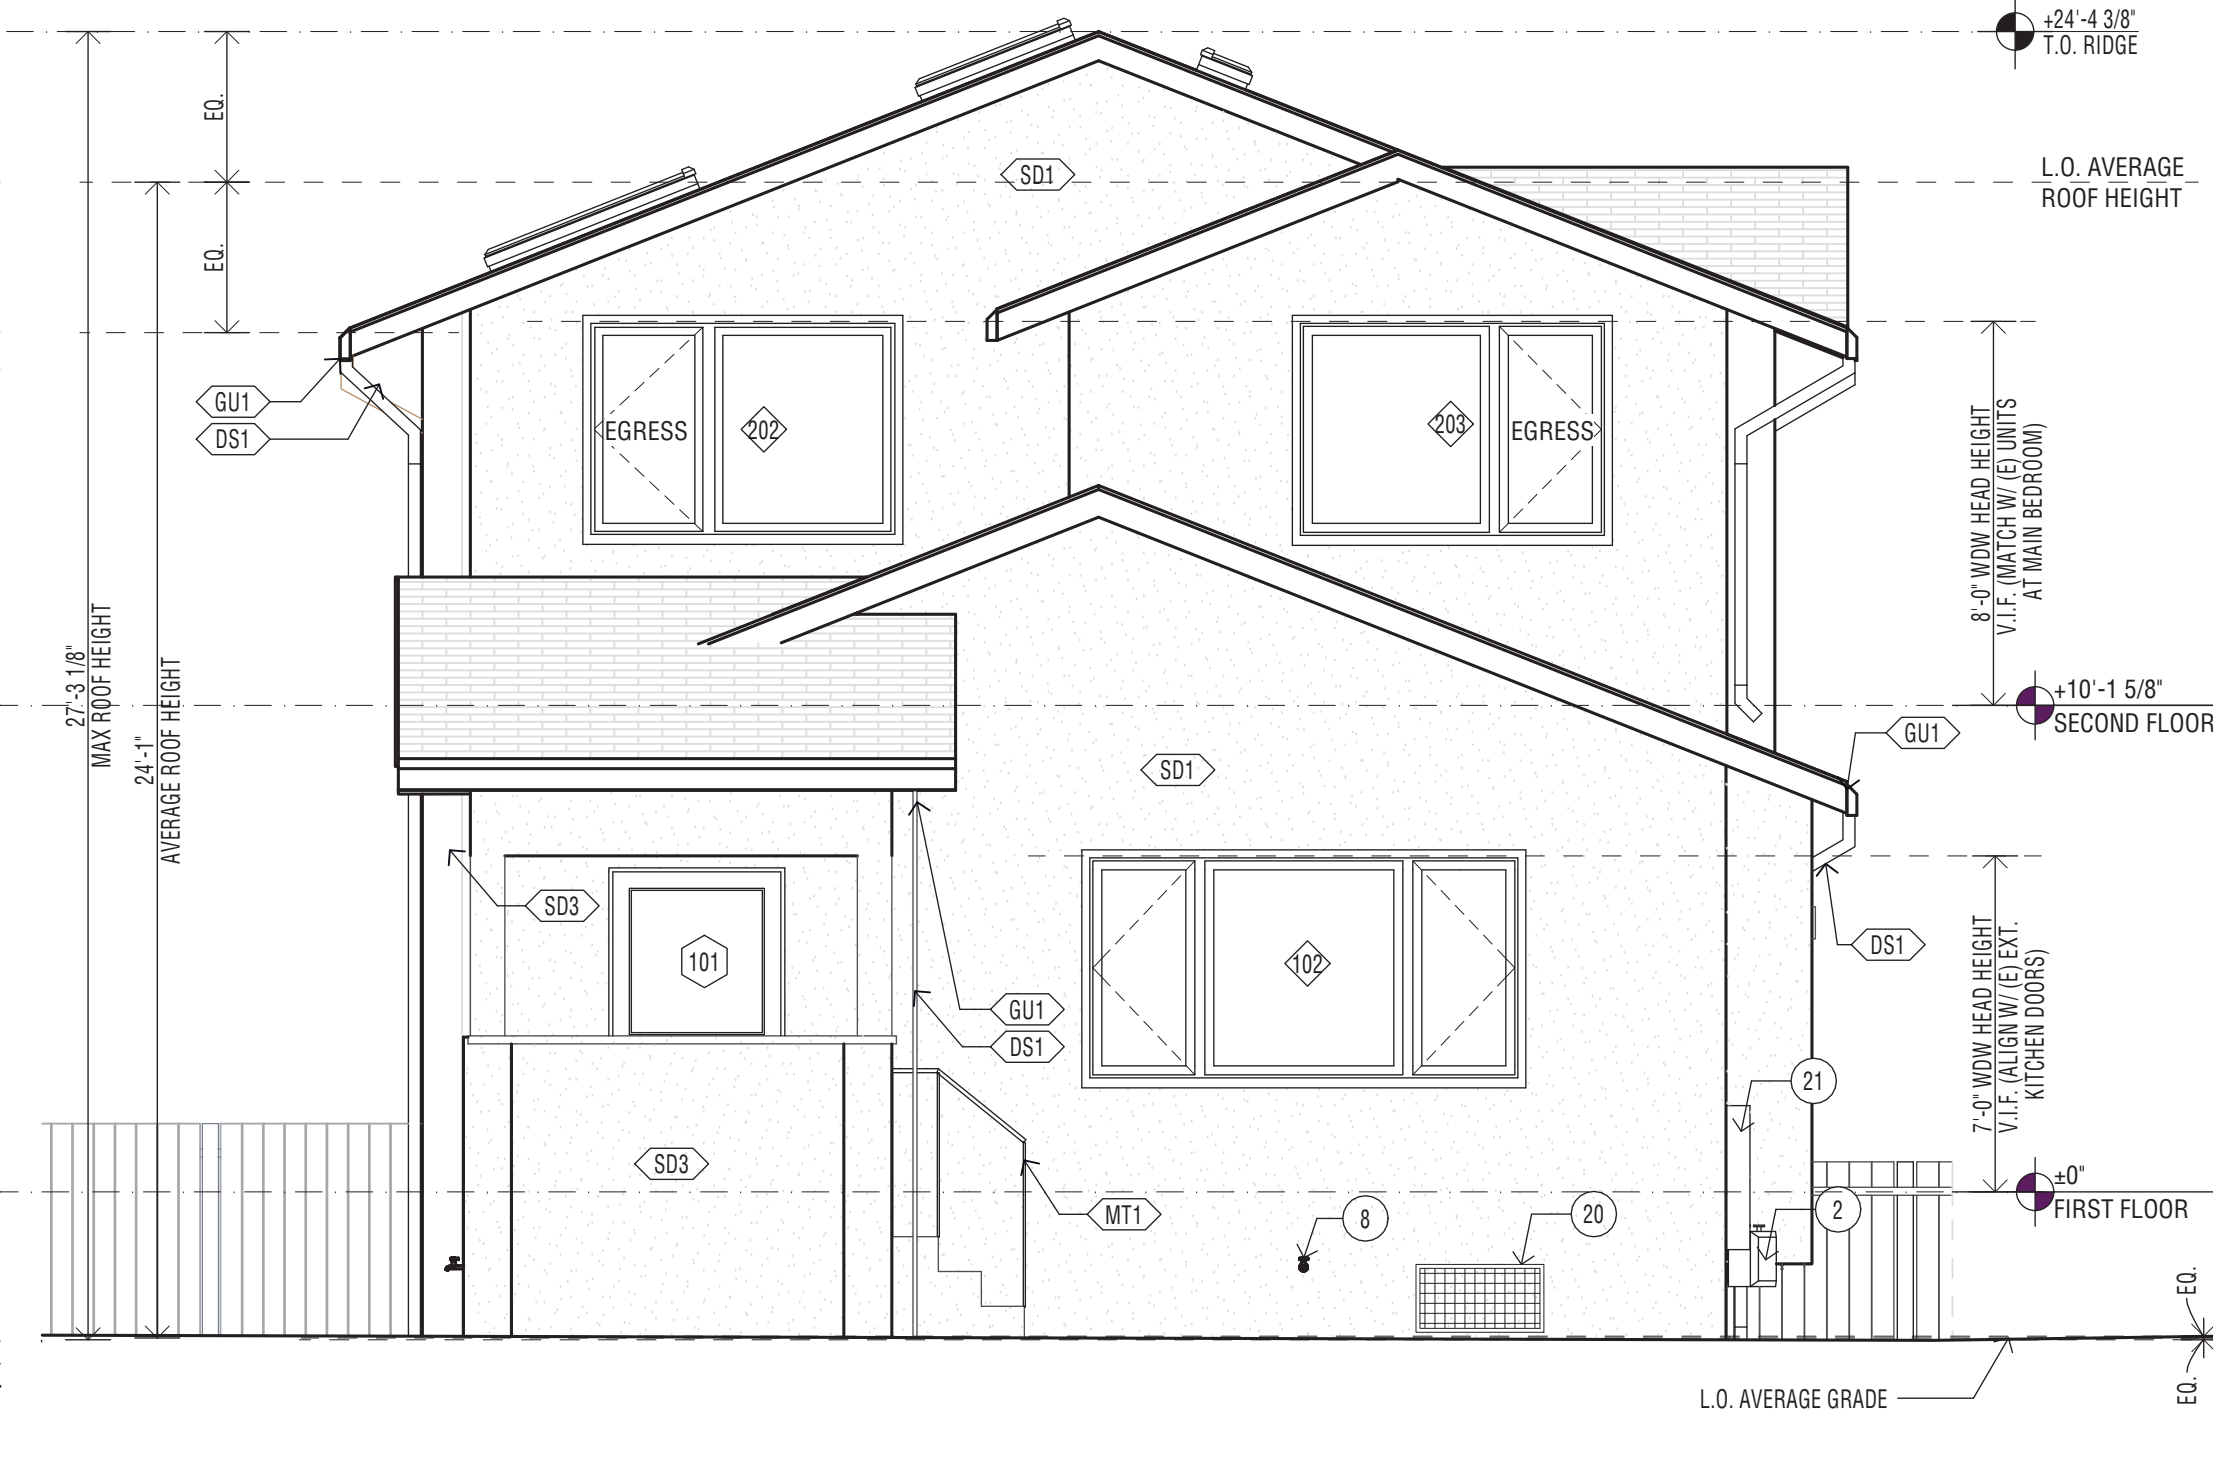 +24'-4 3/8"
T.O. RIDGE
EQ.
L.O. AVERAGE
ROOF HEIGHT
SD1
EQ.
GU1
DS1
EGRESS
202
203
EGRESS
8'-0" WDW HEAD HEIGHT
V.I.F. (MATCH W/ (E) UNITS
AT MAIN BEDROOM)
27'-3 1/8"
MAX ROOF HEIGHT
24'-1"
AVERAGE ROOF HEIGHT
+10'-1 5/8"
SECOND FLOOR
GU1
SD1
SD3
101
102
DS1
GU1
DS1
7'-0" WDW HEAD HEIGHT
V.I.F. (ALIGN W/ (E) EXT.
KITCHEN DOORS)
21
SD3
MT1
8
20
2
±0"
FIRST FLOOR
EQ.
EQ.
L.O. AVERAGE GRADE